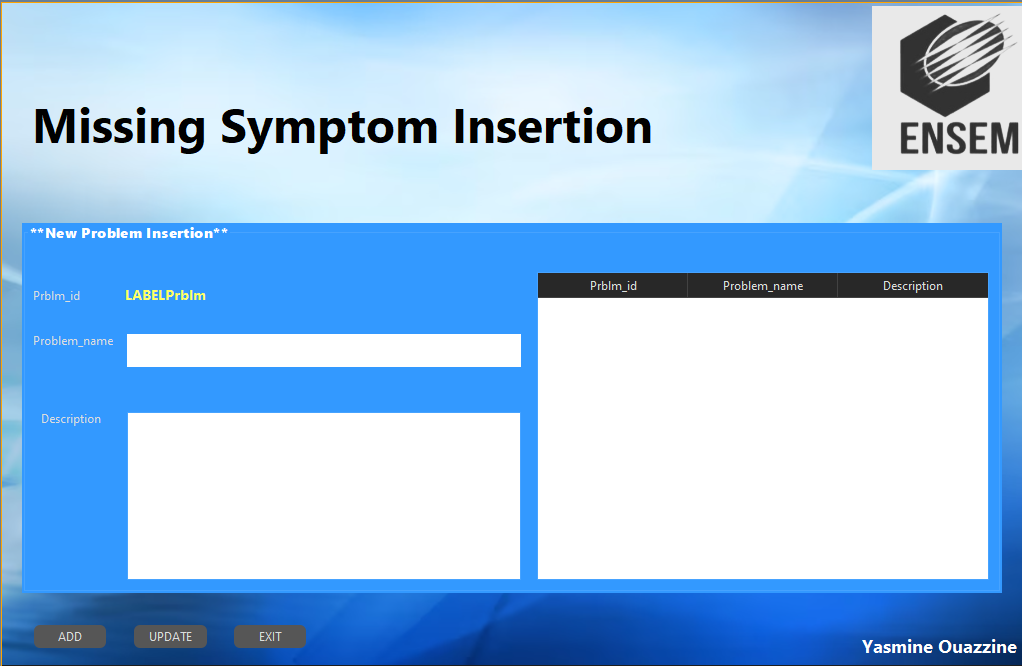 ENSEM
Missing Symptom Insertion
**New Problem Insertion**
Prblm_id LABELPrblm
Problem_name
Description
Prblm_id Problem_name Description
ADD UPDATE EXIT
Yasmine Ouazzine